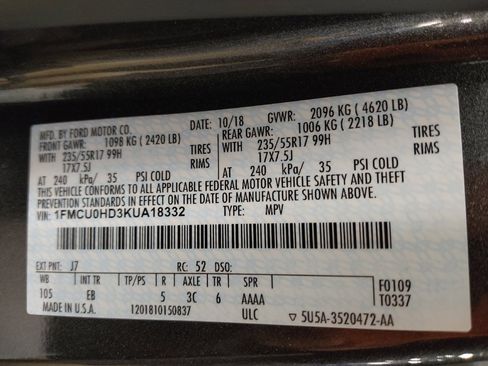 MFD. BY FORD MOTOR CO. DATE: 10/18 GVWR: 2096 KG (4620 LB)
FRONT GAWR: 1098 KG (2420 LB) REAR GAWR: 1006 KG (2218 LB)
WITH 235/55R17 99H TIRES WITH 235/55R17 99H TIRES
17X7.5J RIMS 17X7.5J RIMS
AT 240 kPa/ 35 PSI COLD AT 240 kPa/ 35 PSI COLD
THIS VEHICLE CONFORMS TO ALL APPLICABLE FEDERAL MOTOR VEHICLE SAFETY AND THEFT
PREVENTION STANDARDS IN EFFECT ON THE DATE OF MANUFACTURE SHOWN ABOVE.
VIN: 1FMCU0HD3KUA18332 TYPE: MPV
EXT PNT: J7 RC: 52 DSO:
WB INT TR TP/PS R AXLE TR SPR F0109
105 EB 5 3C 6 AAAA T0337
MADE IN U.S.A. 1201810150837 ULC ▽ 5U5A-3520472-AA